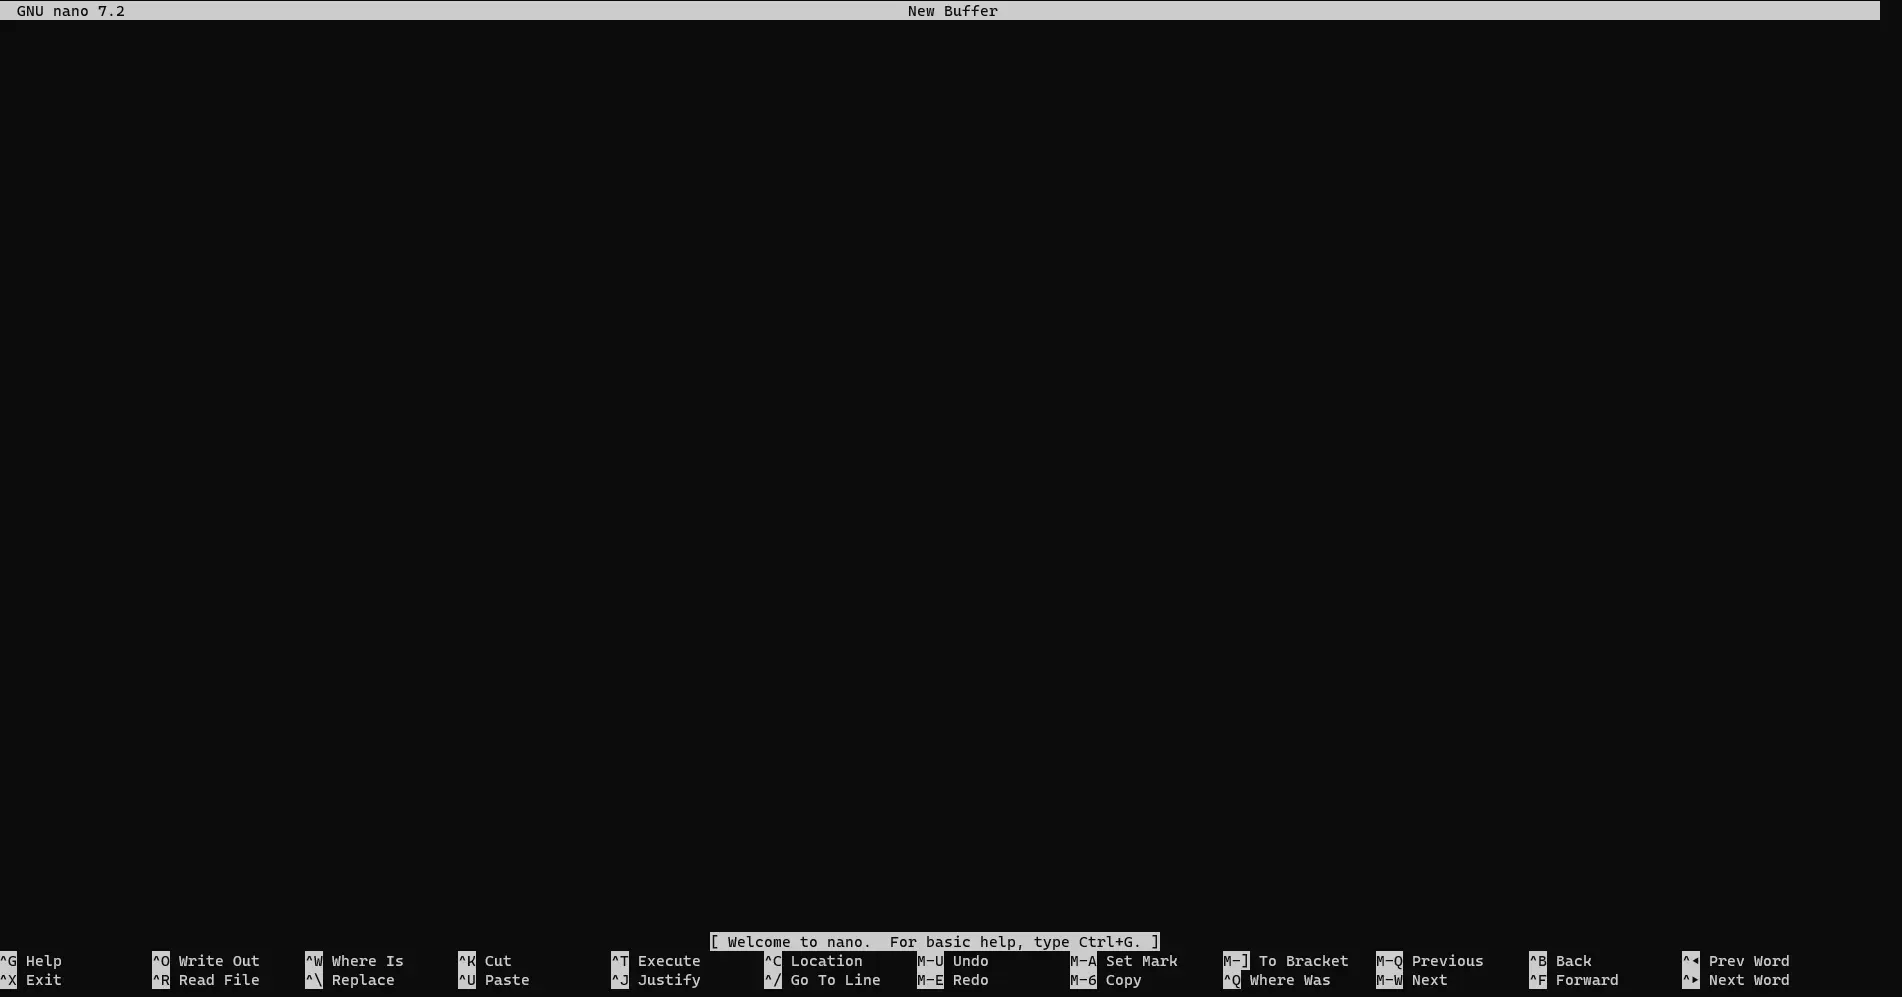 GNU nano 7.2 New Buffer
[ Welcome to nano.  For basic help, type Ctrl+G. ]
^G Help ^O Write Out ^W Where Is ^K Cut ^T Execute ^C Location M-U Undo M-A Set Mark M-] To Bracket M-Q Previous ^B Back ^◂ Prev Word
^X Exit ^R Read File ^\ Replace ^U Paste ^J Justify ^/ Go To Line M-E Redo M-6 Copy ^Q Where Was M-W Next ^F Forward ^▸ Next Word